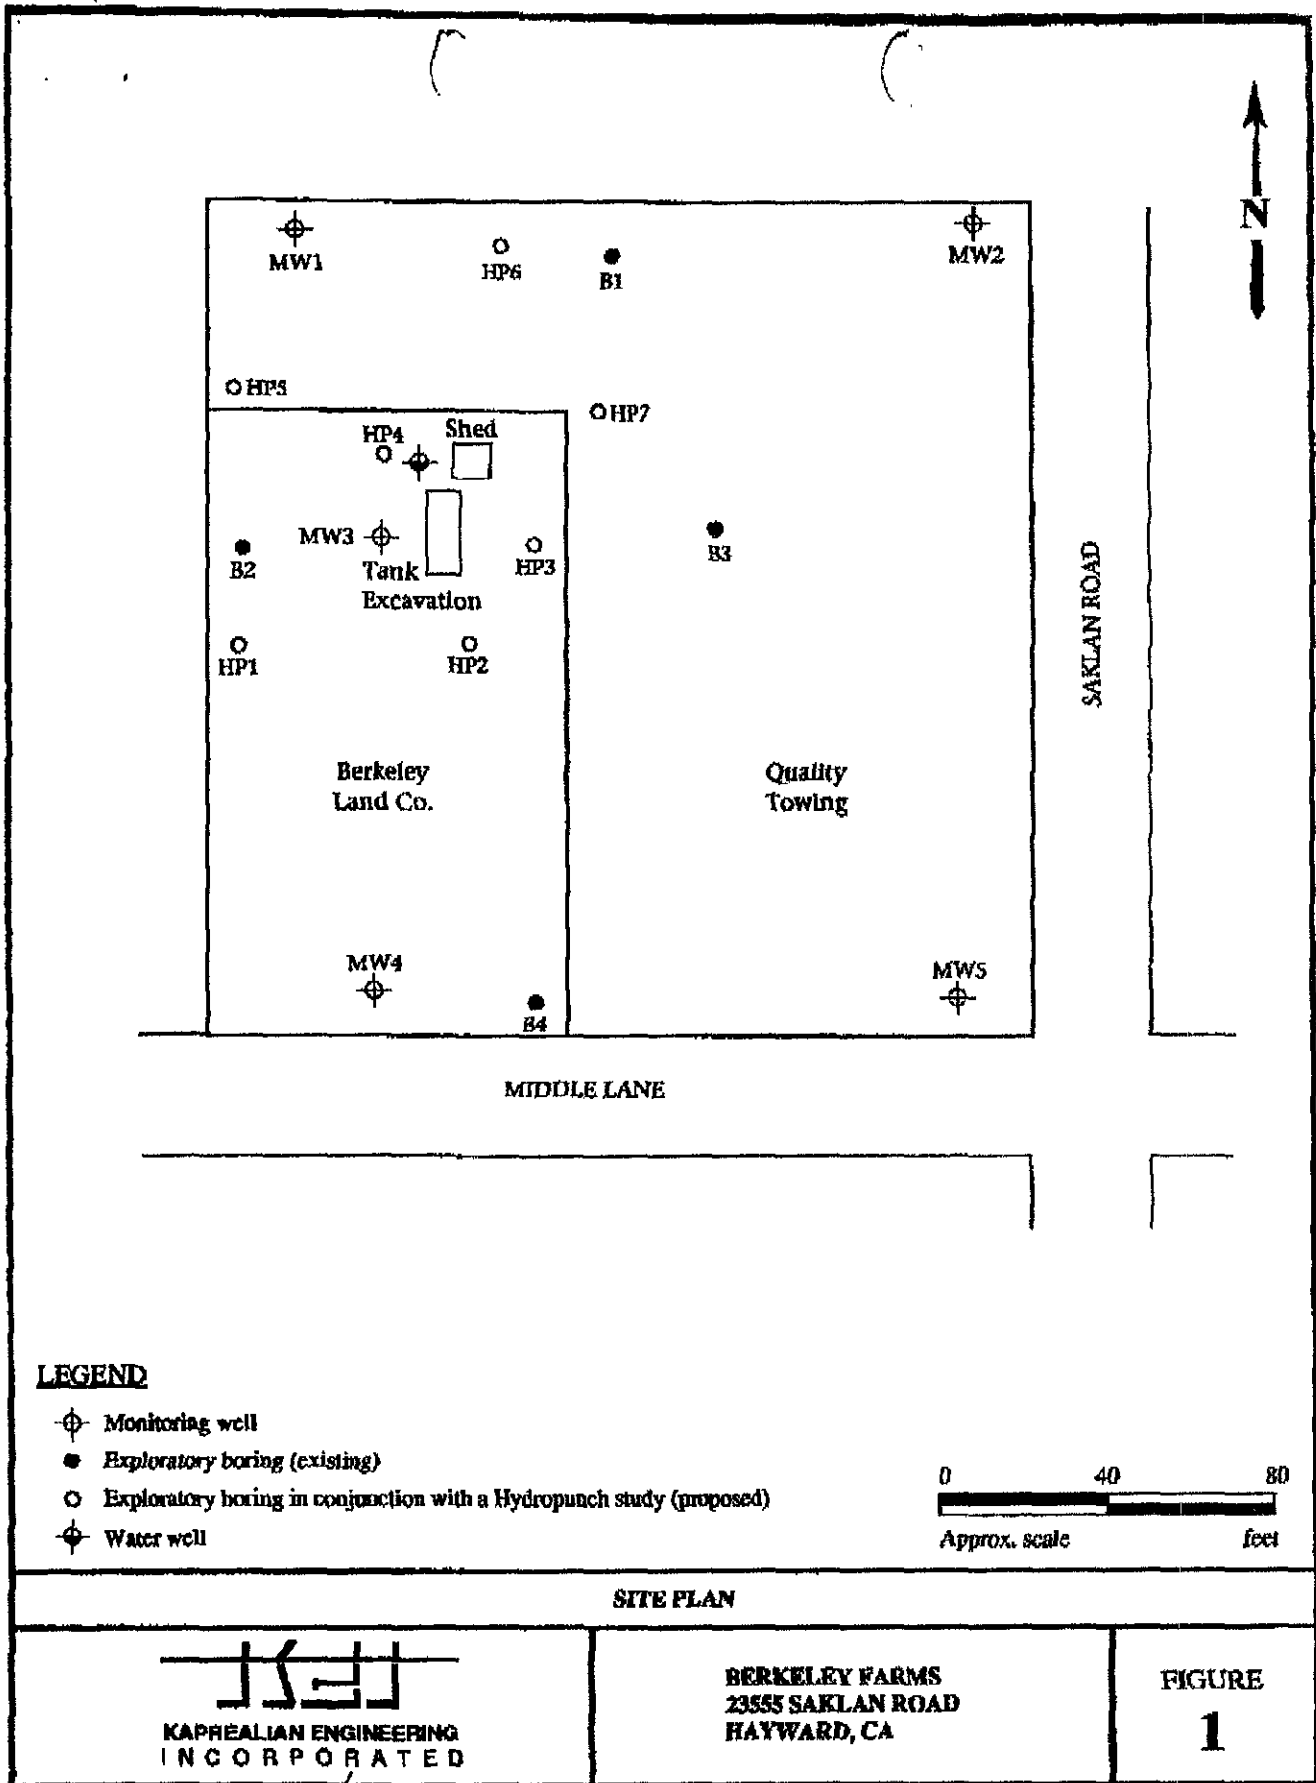 N
MW1
HP6
B1
MW2
HP5
HP7
HP4
Shed
MW3
B2
Tank
Excavation
HP3
B3
HP1
HP2
SAKLAN ROAD
Berkeley
Land Co.
Quality
Towing
MW4
B4
MW5
MIDDLE LANE
LEGEND
Monitoring well
Exploratory boring (existing)
Exploratory boring in conjunction with a Hydropunch study (proposed)
Water well
0 40 80
Approx. scale feet
SITE PLAN
KEI
KAPREALIAN ENGINEERING
INCORPORATED
BERKELEY FARMS
23555 SAKLAN ROAD
HAYWARD, CA
FIGURE
1